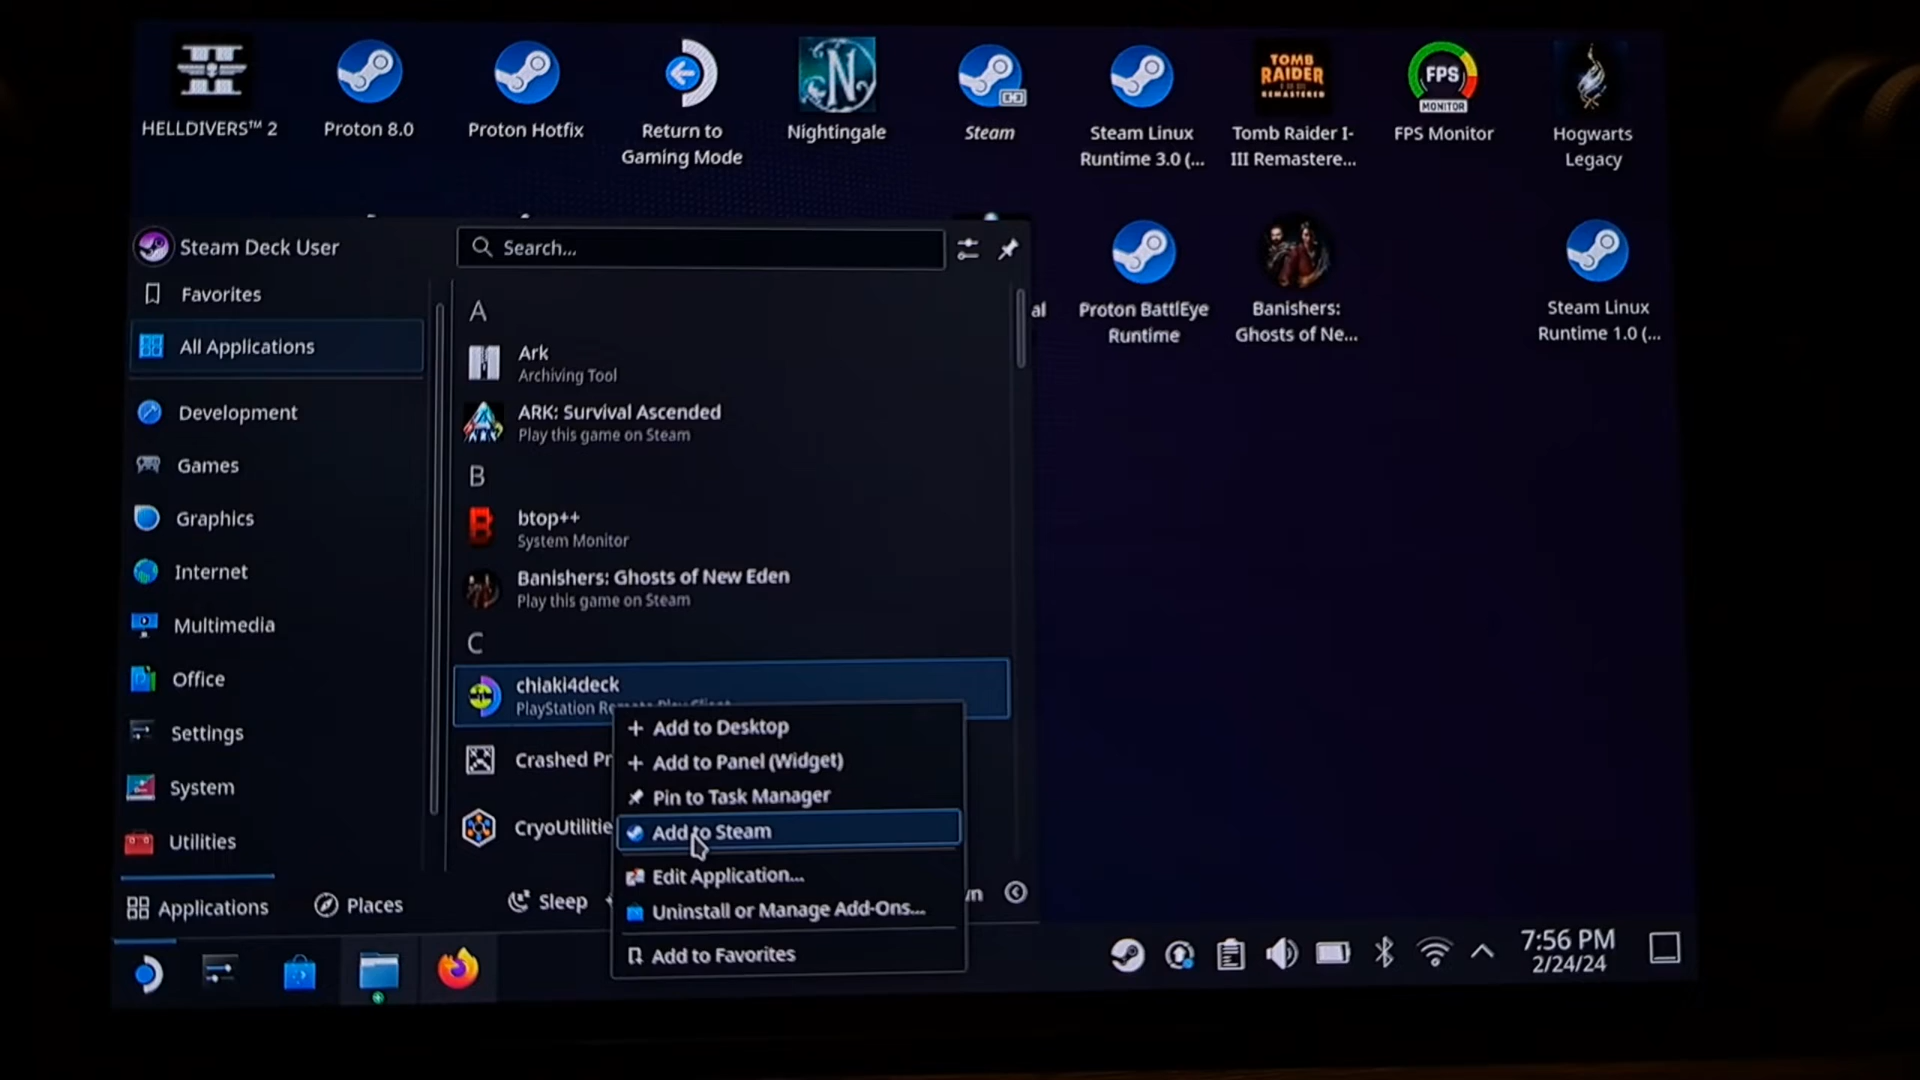 HELLDIVERS™ 2
Proton 8.0
Proton Hotfix
Return to
Gaming Mode
Nightingale
Steam
Steam Linux
Runtime 3.0 (...
TOMB
RAIDER
REMASTERED
Tomb Raider I-
III Remastere...
FPS
MONITOR
FPS Monitor
Hogwarts
Legacy
al
Proton BattlEye
Runtime
Banishers:
Ghosts of Ne...
Steam Linux
Runtime 1.0 (...
Steam Deck User
Search...
Favorites
All Applications
Development
Games
Graphics
Internet
Multimedia
Office
Settings
System
Utilities
A
Ark
Archiving Tool
ARK: Survival Ascended
Play this game on Steam
B
btop++
System Monitor
Banishers: Ghosts of New Eden
Play this game on Steam
C
chiaki4deck
PlayStation Remote Play Client
Crashed Pr
CryoUtilitie
Add to Desktop
Add to Panel (Widget)
Pin to Task Manager
Add to Steam
Edit Application...
Uninstall or Manage Add-Ons...
Add to Favorites
Applications
Places
Sleep
7:56 PM
2/24/24